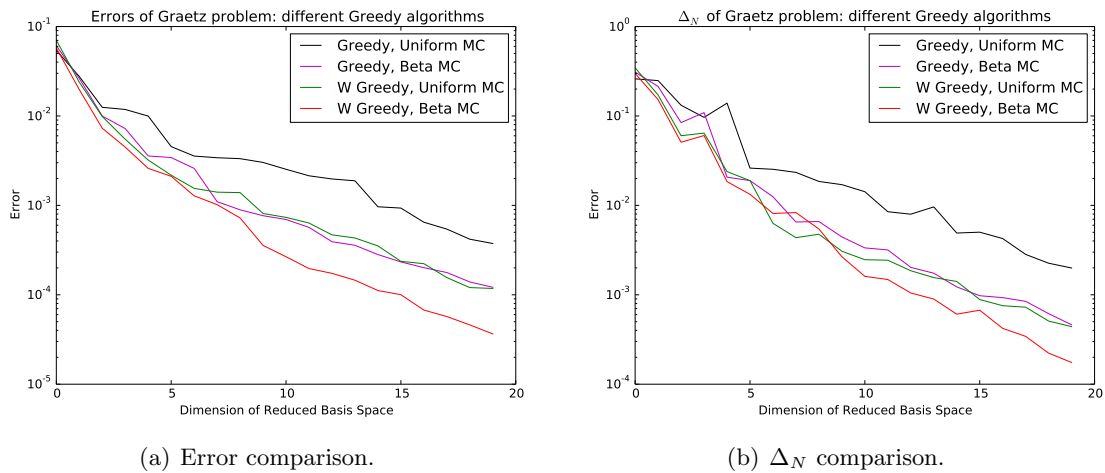 Errors of Graetz problem: different Greedy algorithms
10^-1
10^-2
10^-3
10^-4
10^-5
Error
Greedy, Uniform MC
Greedy, Beta MC
W Greedy, Uniform MC
W Greedy, Beta MC
0 5 10 15 20
Dimension of Reduced Basis Space
(a) Error comparison.
Δ_N of Graetz problem: different Greedy algorithms
10^0
10^-1
10^-2
10^-3
10^-4
Error
Greedy, Uniform MC
Greedy, Beta MC
W Greedy, Uniform MC
W Greedy, Beta MC
0 5 10 15 20
Dimension of Reduced Basis Space
(b) Δ_N comparison.